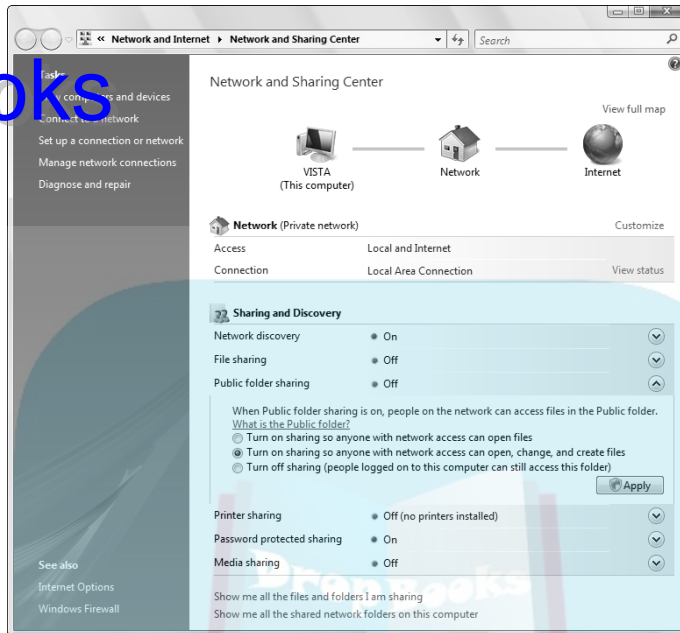 « Network and Internet ▸ Network and Sharing Center
Search
Tasks
computers and devices
Connect to a network
Set up a connection or network
Manage network connections
Diagnose and repair
oks
Network and Sharing Center
View full map
VISTA
(This computer)
Network
Internet
Network (Private network)
Customize
Access Local and Internet
Connection Local Area Connection View status
Sharing and Discovery
Network discovery On
File sharing Off
Public folder sharing Off
When Public folder sharing is on, people on the network can access files in the Public folder.
What is the Public folder?
Turn on sharing so anyone with network access can open files
Turn on sharing so anyone with network access can open, change, and create files
Turn off sharing (people logged on to this computer can still access this folder)
Apply
Printer sharing Off (no printers installed)
Password protected sharing On
Media sharing Off
DropBooks
Show me all the files and folders I am sharing
Show me all the shared network folders on this computer
See also
Internet Options
Windows Firewall